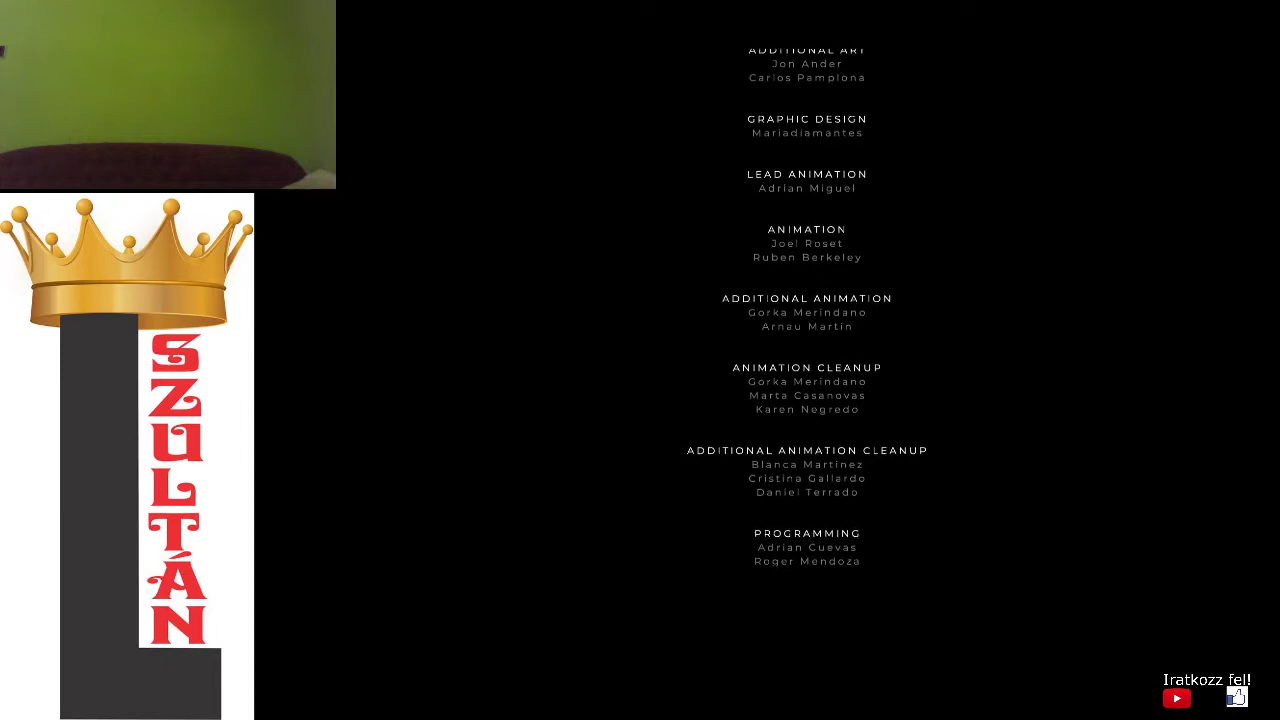 ADDITIONAL ART
Jon Ander
Carlos Pamplona
GRAPHIC DESIGN
Mariadiamantes
LEAD ANIMATION
Adrian Miguel
ANIMATION
Joel Roset
Ruben Berkeley
ADDITIONAL ANIMATION
Gorka Merindano
Arnau Martín
ANIMATION CLEANUP
Gorka Merindano
Marta Casanovas
Karen Negredo
ADDITIONAL ANIMATION CLEANUP
Blanca Martínez
Cristina Gallardo
Daniel Terrado
PROGRAMMING
Adrian Cuevas
Roger Mendoza
L
SZULTÁN
Iratkozz fel!